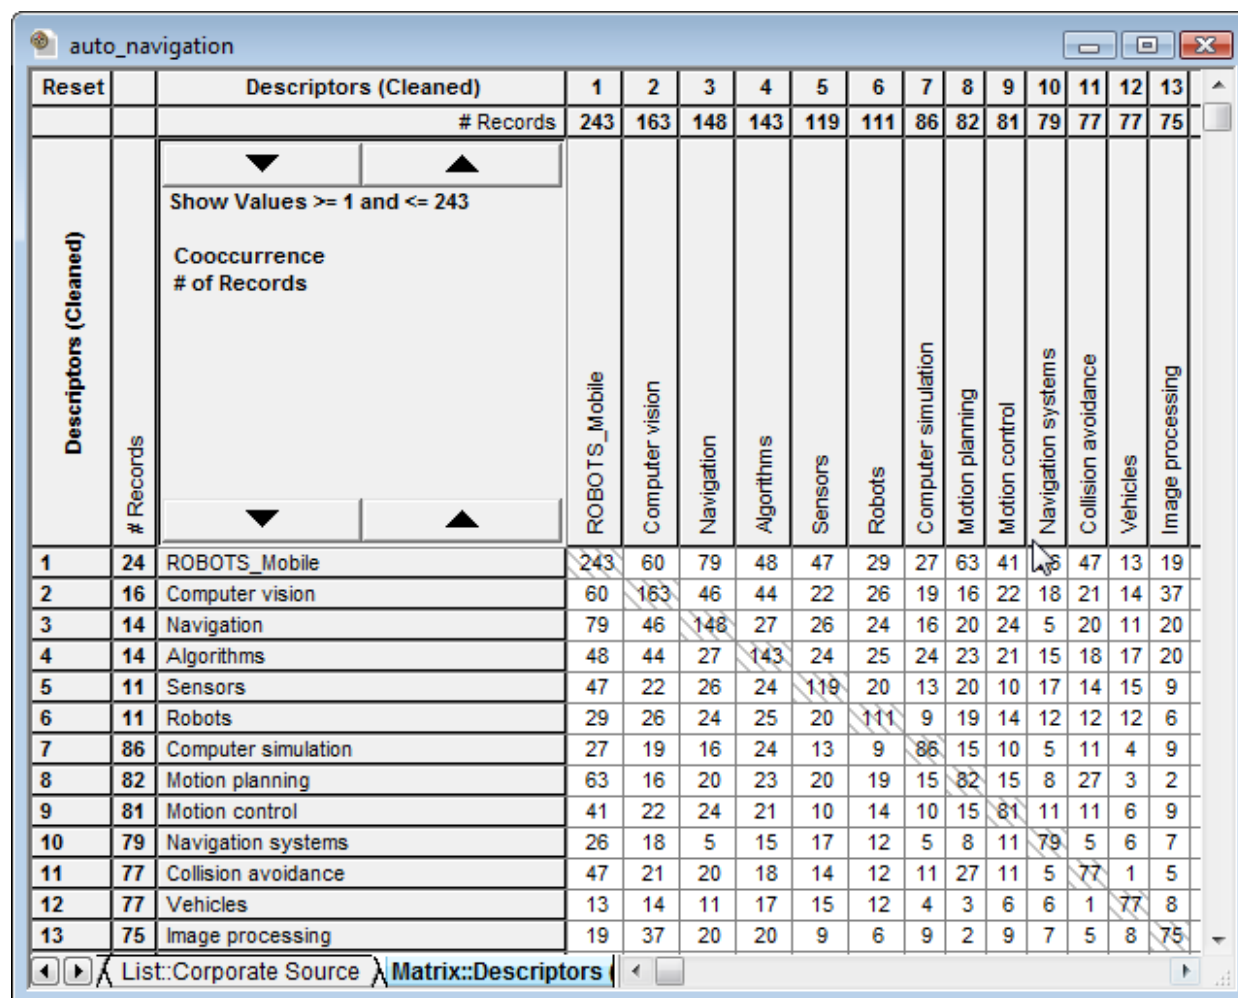 auto_navigation
Reset Descriptors (Cleaned) 1 2 3 4 5 6 7 8 9 10 11 12 13
# Records 243 163 148 143 119 111 86 82 81 79 77 77 75
Show Values >= 1 and <= 243
Cooccurrence
# of Records
Descriptors (Cleaned)
# Records
ROBOTS_Mobile
Computer vision
Navigation
Algorithms
Sensors
Robots
Computer simulation
Motion planning
Motion control
Navigation systems
Collision avoidance
Vehicles
Image processing
1 24 ROBOTS_Mobile 243 60 79 48 47 29 27 63 41 6 47 13 19
2 16 Computer vision 60 163 46 44 22 26 19 16 22 18 21 14 37
3 14 Navigation 79 46 148 27 26 24 16 20 24 5 20 11 20
4 14 Algorithms 48 44 27 143 24 25 24 23 21 15 18 17 20
5 11 Sensors 47 22 26 24 119 20 13 20 10 17 14 15 9
6 11 Robots 29 26 24 25 20 111 9 19 14 12 12 12 6
7 86 Computer simulation 27 19 16 24 13 9 86 15 10 5 11 4 9
8 82 Motion planning 63 16 20 23 20 19 15 82 15 8 27 3 2
9 81 Motion control 41 22 24 21 10 14 10 15 81 11 11 6 9
10 79 Navigation systems 26 18 5 15 17 12 5 8 11 79 5 6 7
11 77 Collision avoidance 47 21 20 18 14 12 11 27 11 5 77 1 5
12 77 Vehicles 13 14 11 17 15 12 4 3 6 6 1 77 8
13 75 Image processing 19 37 20 20 9 6 9 2 9 7 5 8 75
List::Corporate Source Matrix::Descriptors (